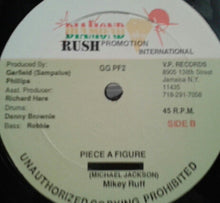 DIAMOND
RUSH PROMOTION
INTERNATIONAL
Produced by:
Garfield (Sampalue)
Phillips
Asst. Producer:
Richard Hare
Drums:
Danny Brownie
Bass: Robbie
GG PF2
V.P. RECORDS
8905 138th Street
Jamaica N.Y.
11435
718-291-7058
45 R.P.M.
SIDE B
PIECE A FIGURE
(MICHAEL JACKSON)
Mikey Ruff
UNAUTHORIZED COPYING PROHIBITED